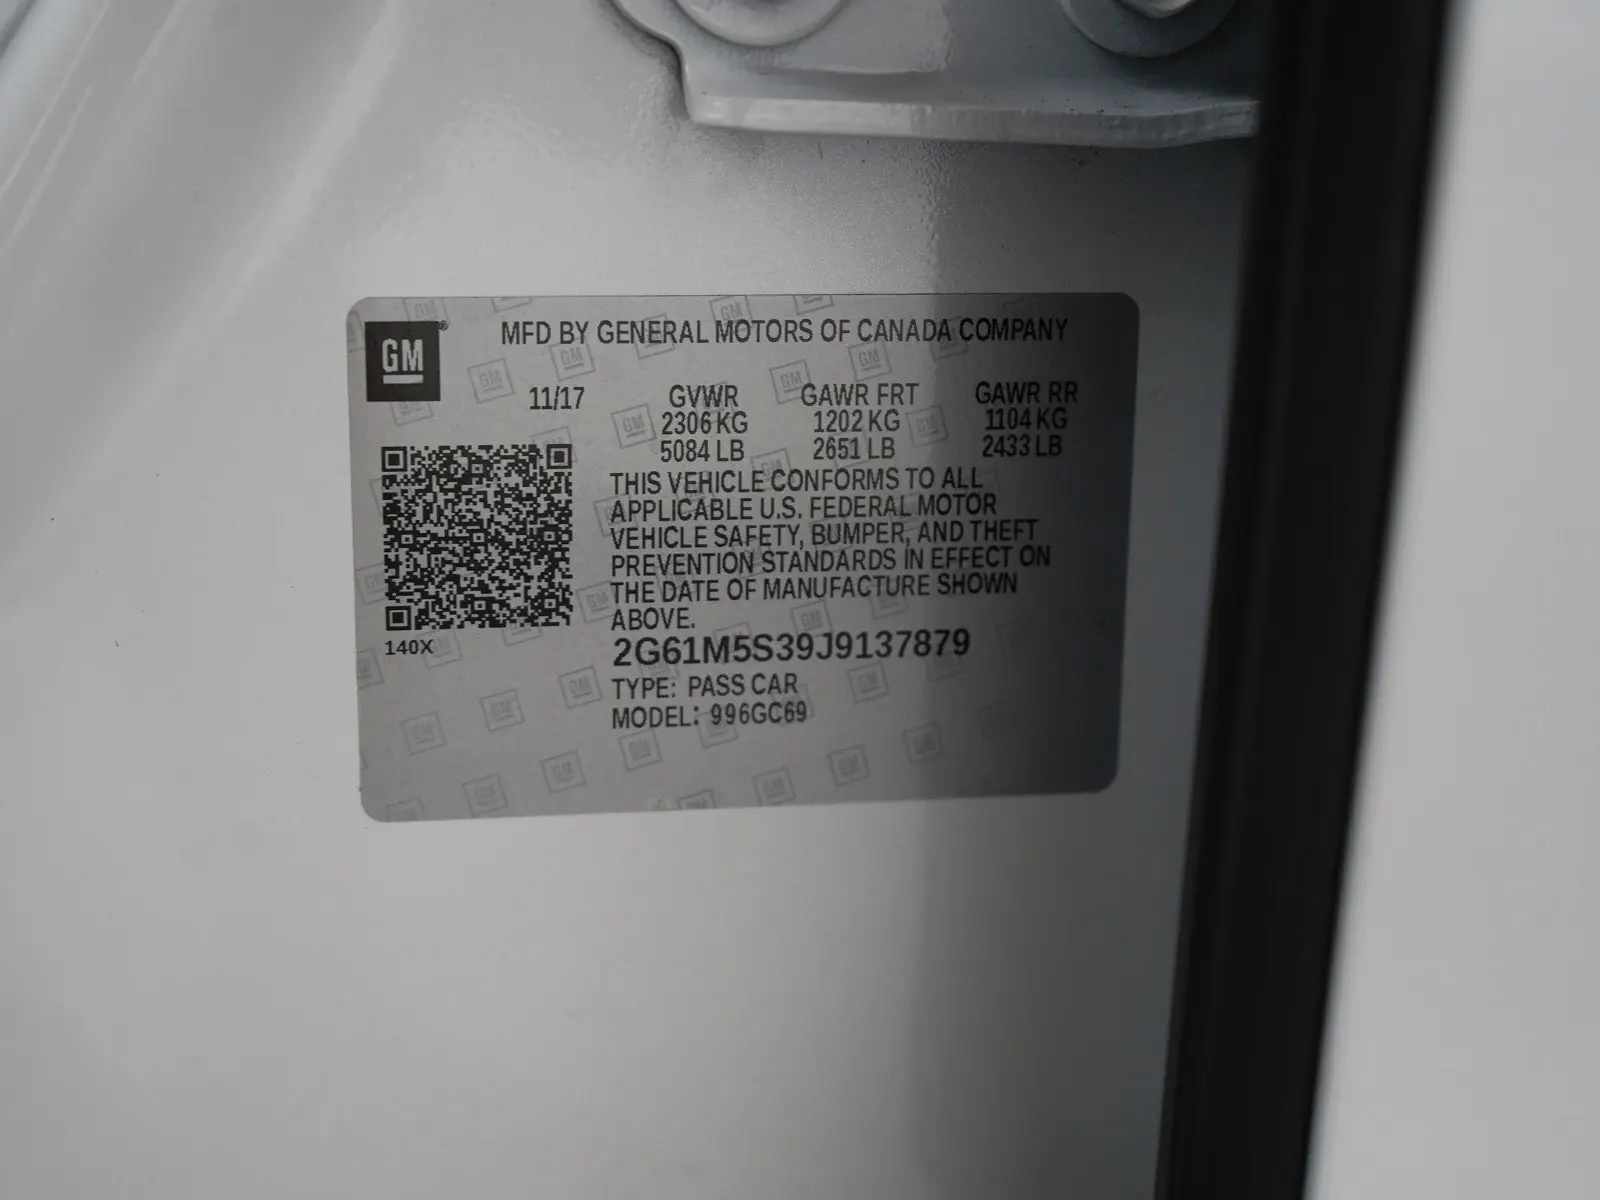 GM®
MFD BY GENERAL MOTORS OF CANADA COMPANY
11/17 GVWR GAWR FRT GAWR RR
2306 KG 1202 KG 1104 KG
5084 LB 2651 LB 2433 LB
THIS VEHICLE CONFORMS TO ALL
APPLICABLE U.S. FEDERAL MOTOR
VEHICLE SAFETY, BUMPER, AND THEFT
PREVENTION STANDARDS IN EFFECT ON
THE DATE OF MANUFACTURE SHOWN
ABOVE.
140X
2G61M5S39J9137879
TYPE: PASS CAR
MODEL: 996GC69